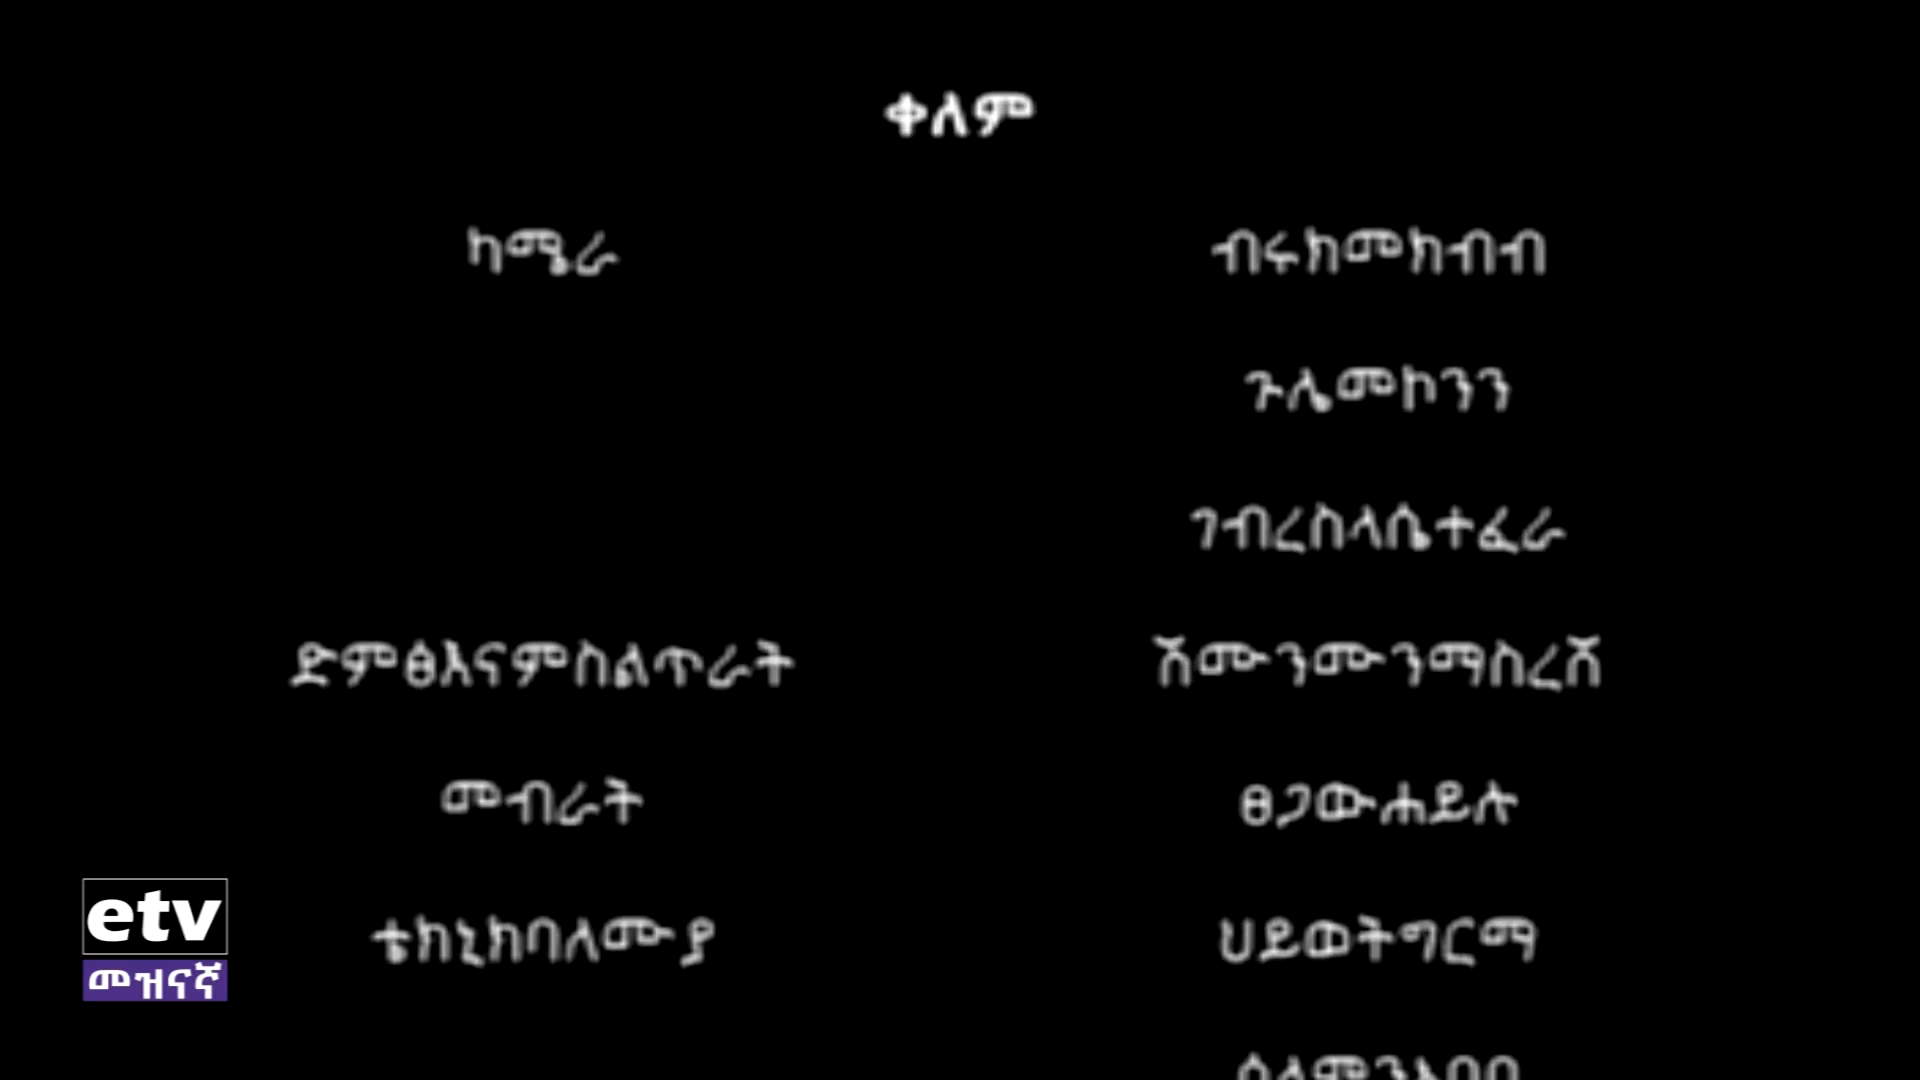 ቀለም
ካሜራ ብሩክመክብብ
ጉሌመኮንን
ገብረስላሴተፈራ
ድምፅእናምስልጥራት ሽሙንሙንማስረሽ
መብራት ፀጋውሐይሉ
ቴክኒክባለሙያ ህይወትግርማ
etv
መዝናኛ